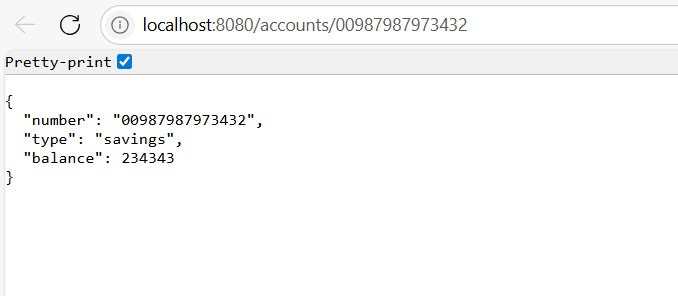 localhost:8080/accounts/00987987973432
Pretty-print
{
"number": "00987987973432",
"type": "savings",
"balance": 234343
}